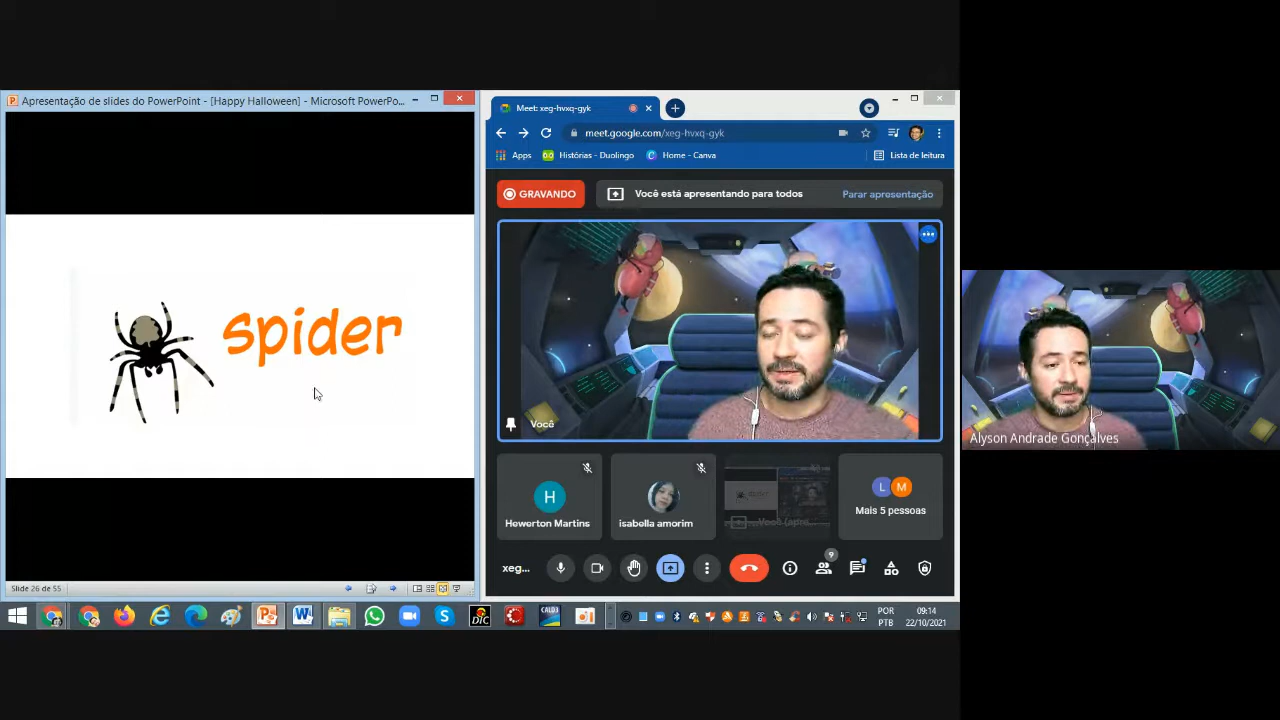 Apresentação de slides do PowerPoint - [Happy Halloween] - Microsoft PowerPo...
spider
Slide 26 de 55
Meet: xeg-hvxq-gyk
meet.google.com/xeg-hvxq-gyk
Apps
Histórias - Duolingo
Home - Canva
Lista de leitura
GRAVANDO
Você está apresentando para todos
Parar apresentação
Você
H
Hewerton Martins
isabella amorim
L M
Mais 5 pessoas
xeg...
9
DIC
CALD3
POR
PTB
09:14
22/10/2021
Alyson Andrade Gonçalves